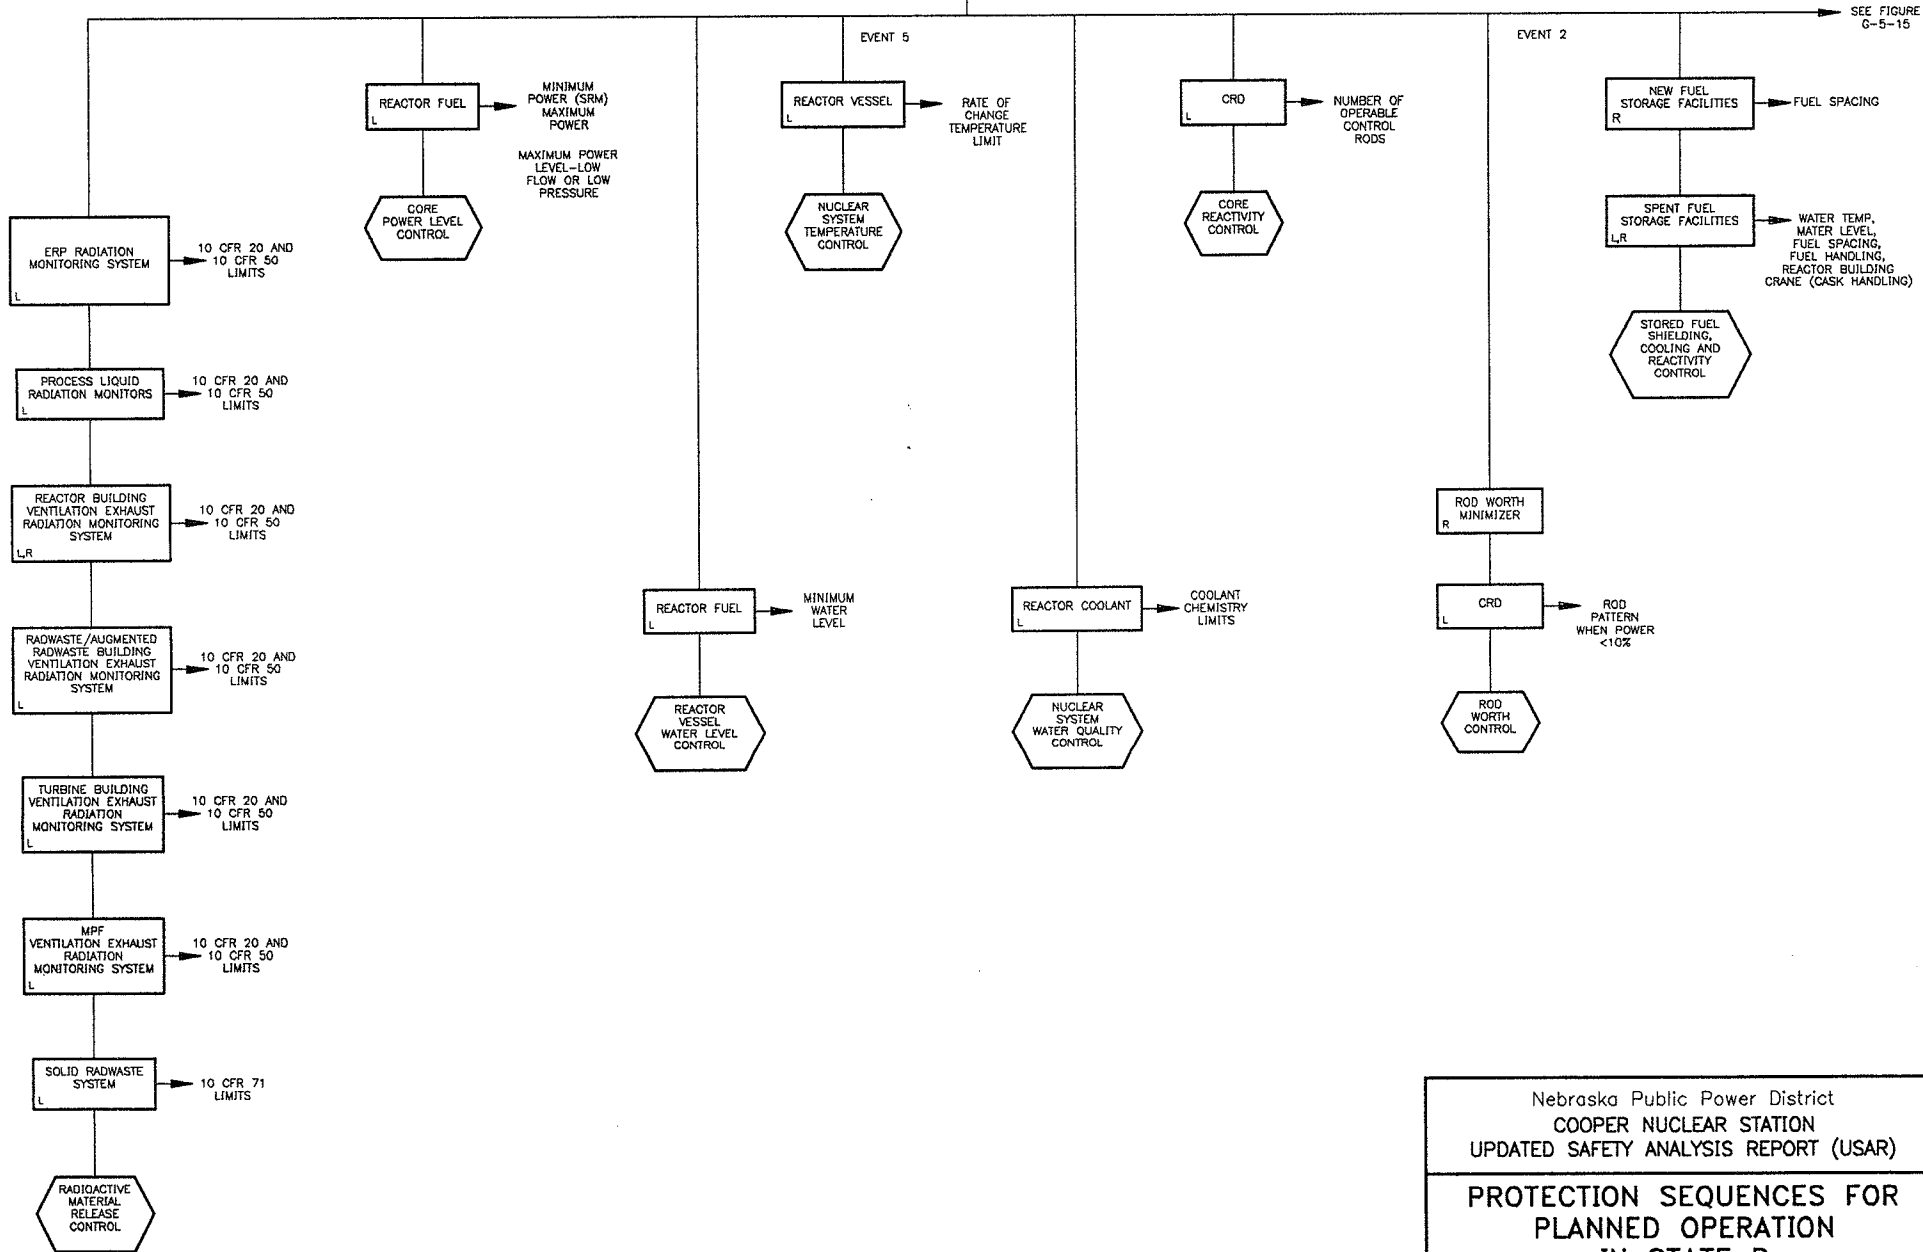 SEE FIGURE
G-5-15
EVENT 5
EVENT 2
REACTOR FUEL
L
MINIMUM
POWER (SRM)
MAXIMUM
POWER
MAXIMUM POWER
LEVEL-LOW
FLOW OR LOW
PRESSURE
CORE
POWER LEVEL
CONTROL
REACTOR VESSEL
L
RATE OF
CHANGE
TEMPERATURE
LIMIT
NUCLEAR
SYSTEM
TEMPERATURE
CONTROL
CRD
L
NUMBER OF
OPERABLE
CONTROL
RODS
CORE
REACTIVITY
CONTROL
NEW FUEL
STORAGE FACILITIES
R
FUEL SPACING
SPENT FUEL
STORAGE FACILITIES
L,R
WATER TEMP,
MATER LEVEL,
FUEL SPACING,
FUEL HANDLING,
REACTOR BUILDING
CRANE (CASK HANDLING)
STORED FUEL
SHIELDING,
COOLING AND
REACTIVITY
CONTROL
ERP RADIATION
MONITORING SYSTEM
L
10 CFR 20 AND
10 CFR 50
LIMITS
PROCESS LIQUID
RADIATION MONITORS
L
10 CFR 20 AND
10 CFR 50
LIMITS
REACTOR BUILDING
VENTILATION EXHAUST
RADIATION MONITORING
SYSTEM
L,R
10 CFR 20 AND
10 CFR 50
LIMITS
RADWASTE/AUGMENTED
RADWASTE BUILDING
VENTILATION EXHAUST
RADIATION MONITORING
SYSTEM
L
10 CFR 20 AND
10 CFR 50
LIMITS
TURBINE BUILDING
VENTILATION EXHAUST
RADIATION
MONITORING SYSTEM
L
10 CFR 20 AND
10 CFR 50
LIMITS
MPF
VENTILATION EXHAUST
RADIATION
MONITORING SYSTEM
L
10 CFR 20 AND
10 CFR 50
LIMITS
SOLID RADWASTE
SYSTEM
L
10 CFR 71
LIMITS
RADIOACTIVE
MATERIAL
RELEASE
CONTROL
REACTOR FUEL
L
MINIMUM
WATER
LEVEL
REACTOR
VESSEL
WATER LEVEL
CONTROL
REACTOR COOLANT
L
COOLANT
CHEMISTRY
LIMITS
NUCLEAR
SYSTEM
WATER QUALITY
CONTROL
ROD WORTH
MINIMIZER
R
CRD
L
ROD
PATTERN
WHEN POWER
<10%
ROD
WORTH
CONTROL
Nebraska Public Power District
COOPER NUCLEAR STATION
UPDATED SAFETY ANALYSIS REPORT (USAR)
PROTECTION SEQUENCES FOR
PLANNED OPERATION